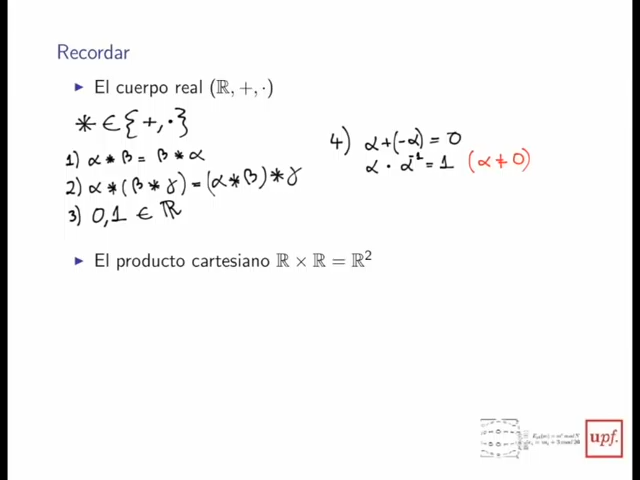 Recordar
▶ El cuerpo real (ℝ, +, ·)
* ∈ {+, ·}
1) α * β = β * α
2) α * (β * γ) = (α * β) * γ
3) 0,1 ∈ ℝ
4) α + (-α) = 0
α · α⁻¹ = 1 (α ≠ 0)
▶ El producto cartesiano ℝ × ℝ = ℝ²
upf.